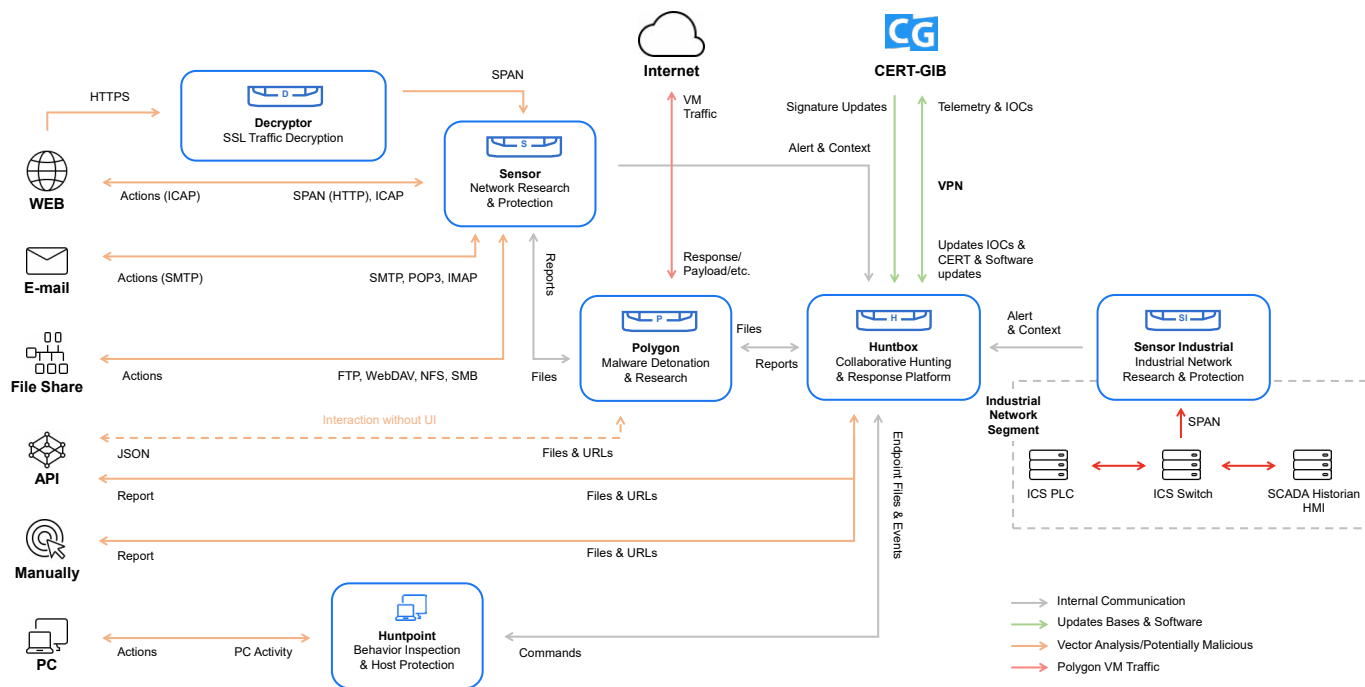 CG
Internet
CERT-GIB
HTTPS
D
Decryptor
SSL Traffic Decryption
SPAN
VM
Traffic
Signature Updates
Telemetry & IOCs
S
Sensor
Network Research
& Protection
Alert & Context
VPN
WEB
Actions (ICAP)
SPAN (HTTP), ICAP
E-mail
Actions (SMTP)
SMTP, POP3, IMAP
Reports
Response/
Payload/etc.
Updates IOCs &
CERT & Software
updates
File Share
Actions
FTP, WebDAV, NFS, SMB
Files
P
Polygon
Malware Detonation
& Research
Files
Reports
H
Huntbox
Collaborative Hunting
& Response Platform
Alert
& Context
SI
Sensor Industrial
Industrial Network
Research & Protection
Industrial
Network
Segment
SPAN
ICS PLC
ICS Switch
SCADA Historian
HMI
Interaction without UI
API
JSON
Files & URLs
Report
Files & URLs
Endpoint Files & Events
Manually
Report
Files & URLs
PC
Actions
PC Activity
Huntpoint
Behavior Inspection
& Host Protection
Commands
Internal Communication
Updates Bases & Software
Vector Analysis/Potentially Malicious
Polygon VM Traffic